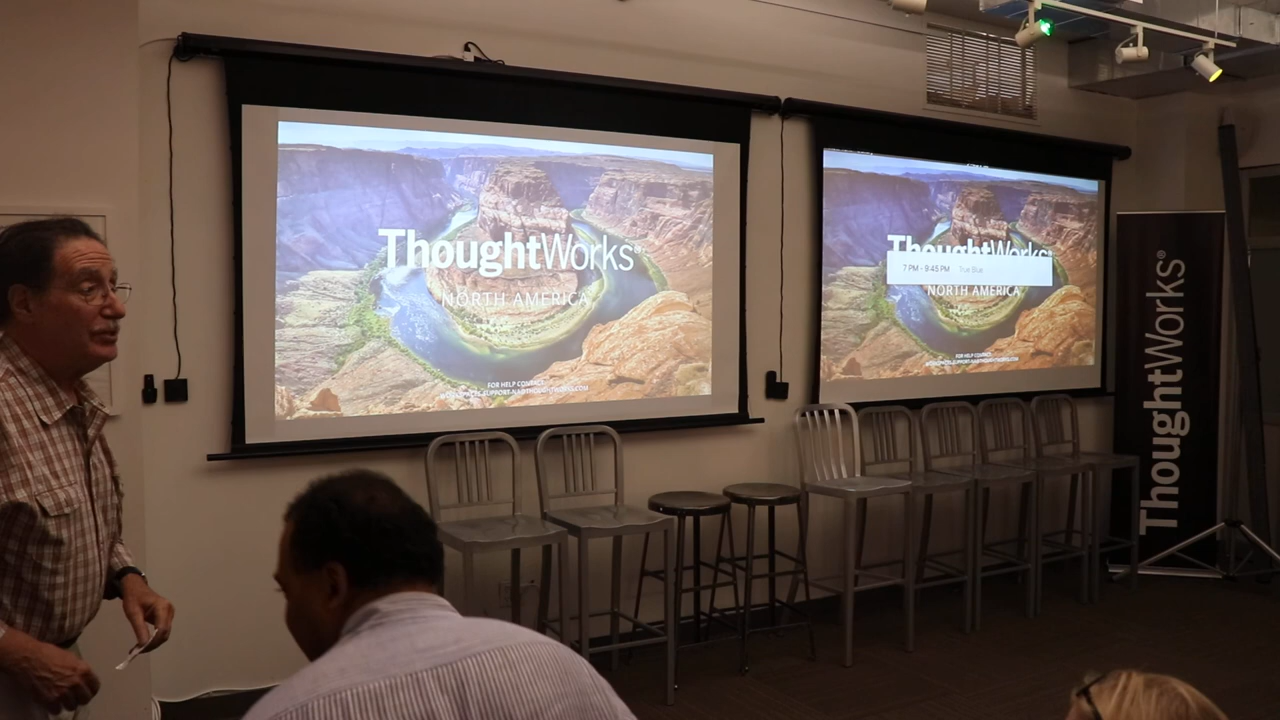 ThoughtWorks®
NORTH AMERICA
FOR HELP CONTACT
ThoughtWorks
7 PM - 9:45 PM True Blue
NORTH AMERICA
FOR HELP CONTACT
ThoughtWorks®